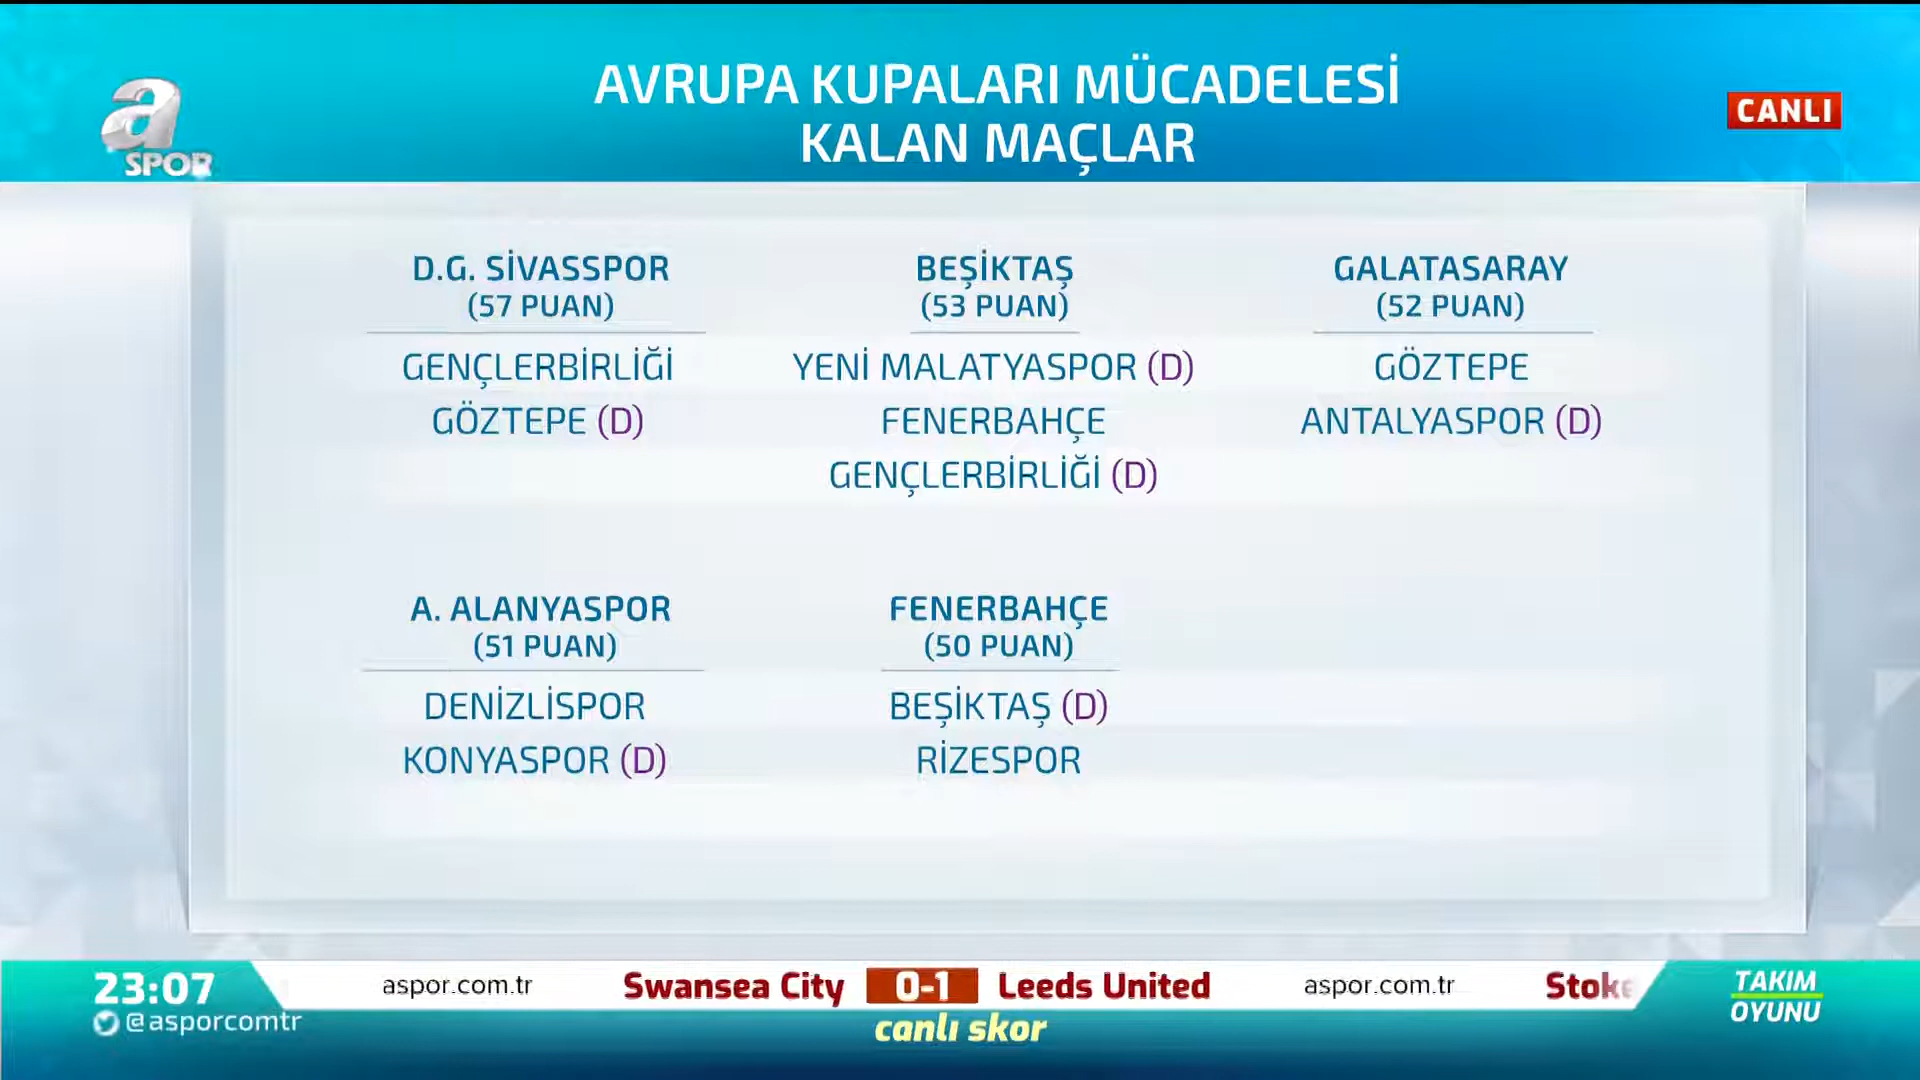 AVRUPA KUPALARI MÜCADELESİ
KALAN MAÇLAR
a
SPOR
CANLI
D.G. SİVASSPOR
(57 PUAN)
GENÇLERBİRLİĞİ
GÖZTEPE (D)
BEŞİKTAŞ
(53 PUAN)
YENİ MALATYASPOR (D)
FENERBAHÇE
GENÇLERBİRLİĞİ (D)
GALATASARAY
(52 PUAN)
GÖZTEPE
ANTALYASPOR (D)
A. ALANYASPOR
(51 PUAN)
DENİZLİSPOR
KONYASPOR (D)
FENERBAHÇE
(50 PUAN)
BEŞİKTAŞ (D)
RİZESPOR
23:07
@asporcomtr
aspor.com.tr Swansea City 0-1 Leeds United aspor.com.tr Stoke
canlı skor
TAKIM
OYUNU